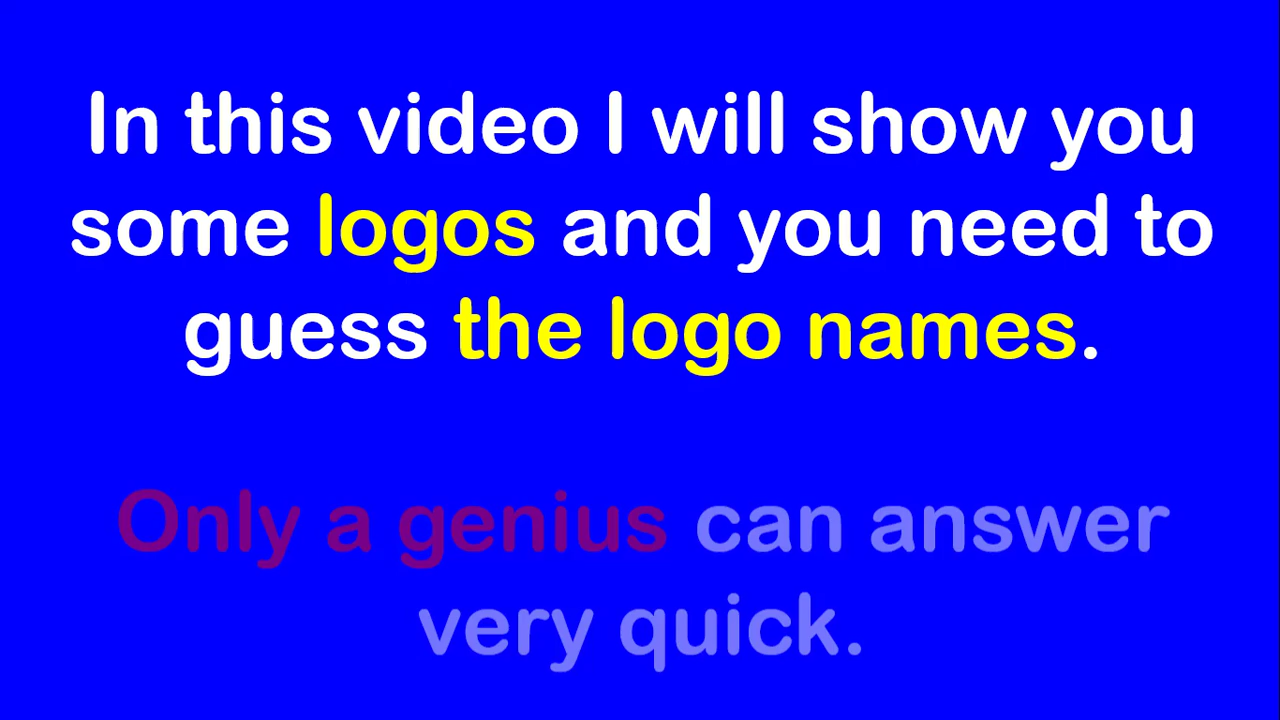 In this video I will show you
some logos and you need to
guess the logo names.
Only a genius can answer
very quick.